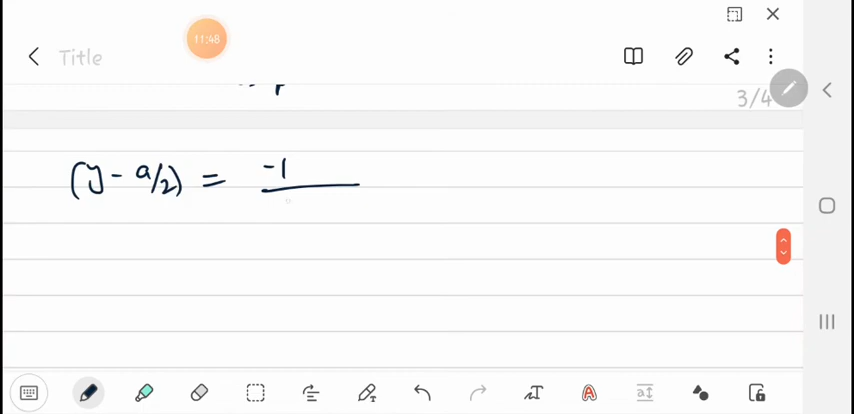 11:48
Title
3/4
(y - a/2) = -1/